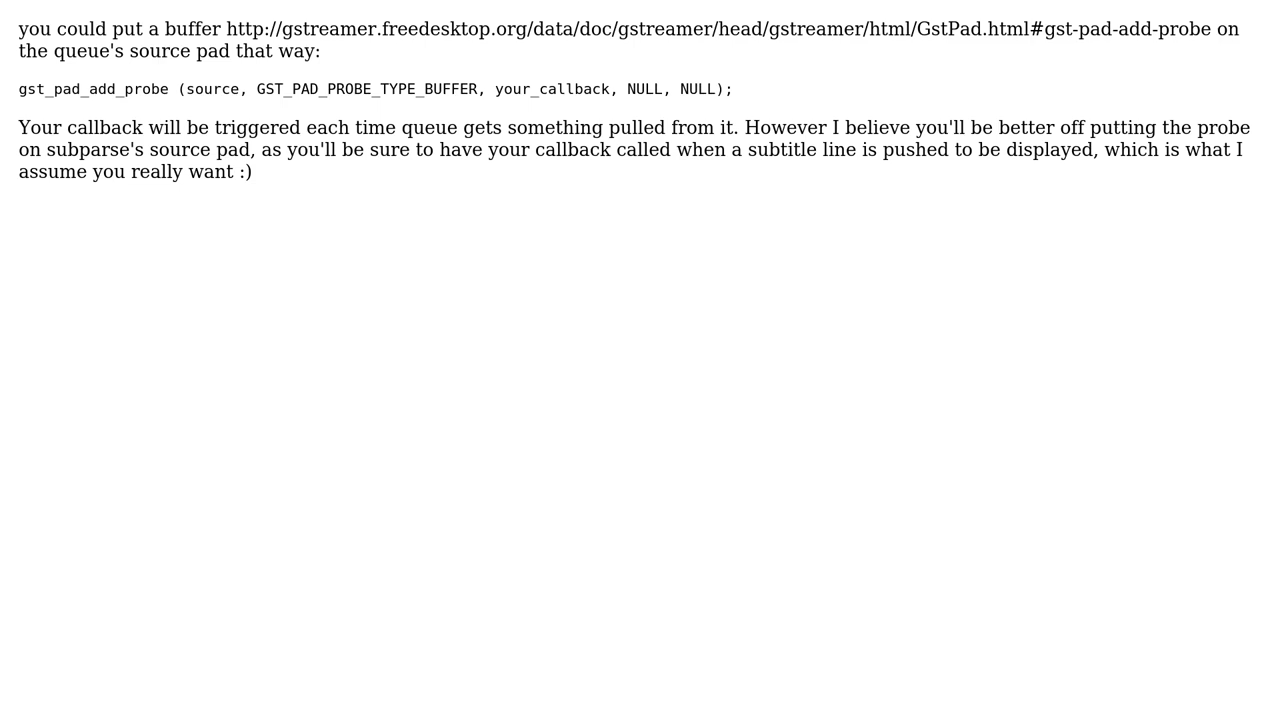 you could put a buffer http://gstreamer.freedesktop.org/data/doc/gstreamer/head/gstreamer/html/GstPad.html#gst-pad-add-probe on
the queue's source pad that way:
gst_pad_add_probe (source, GST_PAD_PROBE_TYPE_BUFFER, your_callback, NULL, NULL);
Your callback will be triggered each time queue gets something pulled from it. However I believe you'll be better off putting the probe
on subparse's source pad, as you'll be sure to have your callback called when a subtitle line is pushed to be displayed, which is what I
assume you really want :)